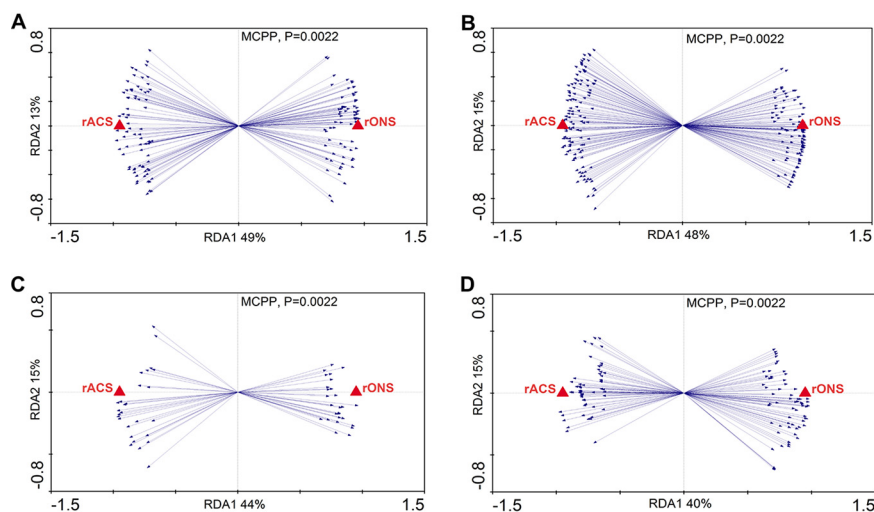 A
0.8
MCPP, P=0.0022
rACS
rONS
RDA2 13%
-0.8
-1.5
RDA1 49%
1.5
B
0.8
MCPP, P=0.0022
rACS
rONS
RDA2 15%
-0.8
-1.5
RDA1 48%
1.5
C
0.8
MCPP, P=0.0022
rACS
rONS
RDA2 15%
-0.8
-1.5
RDA1 44%
1.5
D
0.8
MCPP, P=0.0022
rACS
rONS
RDA2 15%
-0.8
-1.5
RDA1 40%
1.5